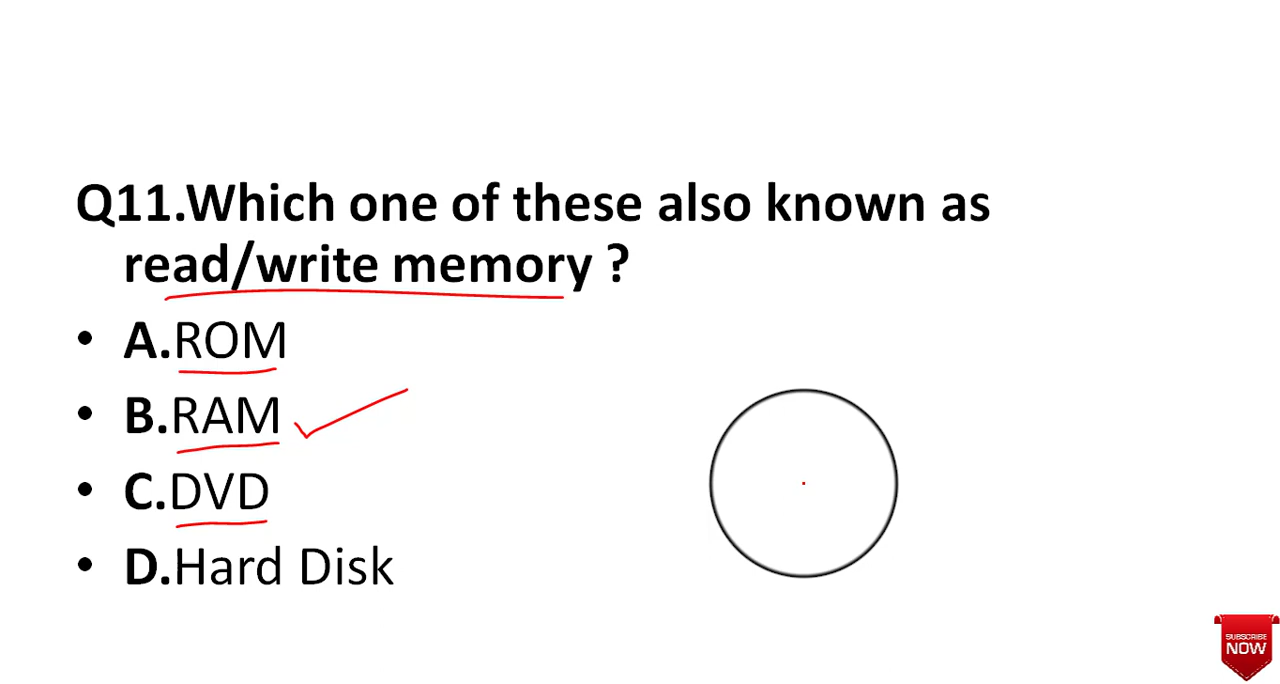 Q11.Which one of these also known as
read/write memory ?
• A.ROM
• B.RAM
• C.DVD
• D.Hard Disk
SUBSCRIBE
NOW